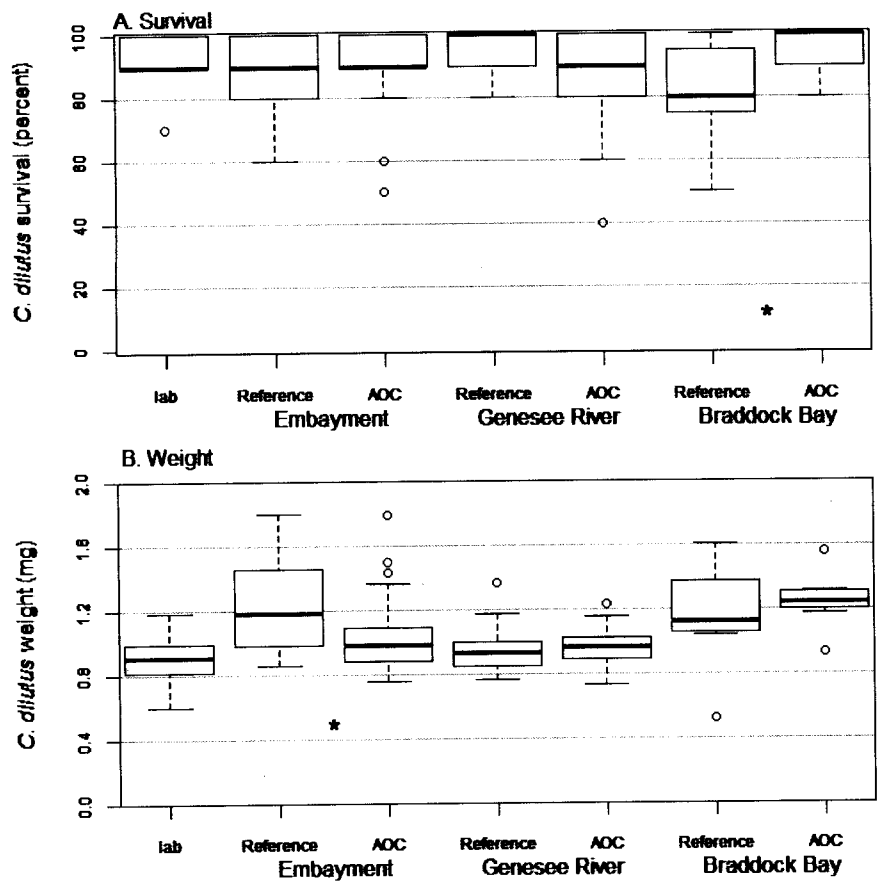 A. Survival
C. dilutus survival (percent)
100
80
60
40
20
0
lab Reference AOC Reference AOC Reference AOC
Embayment Genesee River Braddock Bay
*
B. Weight
C. dilutus weight (mg)
2.0
1.6
1.2
0.8
0.4
0.0
*
lab Reference AOC Reference AOC Reference AOC
Embayment Genesee River Braddock Bay